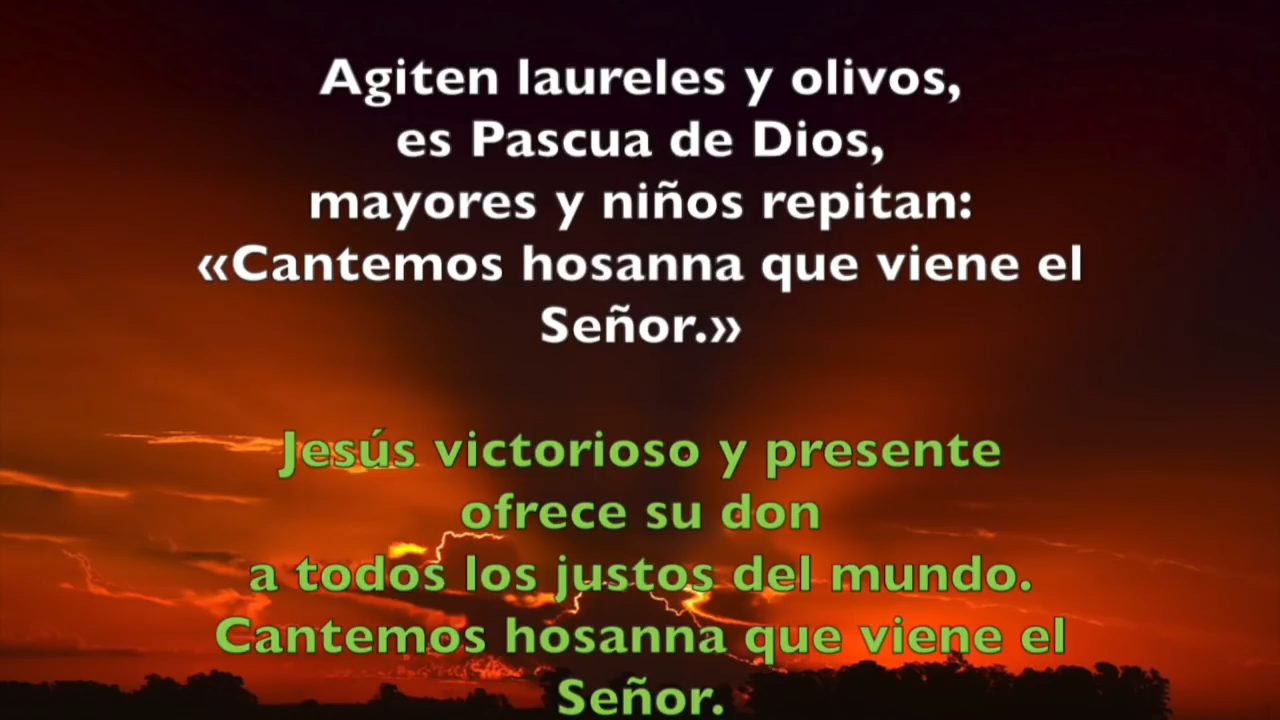 Agiten laureles y olivos,
es Pascua de Dios,
mayores y niños repitan:
«Cantemos hosanna que viene el
Señor.»
Jesús victorioso y presente
ofrece su don
a todos los justos del mundo.
Cantemos hosanna que viene el
Señor.